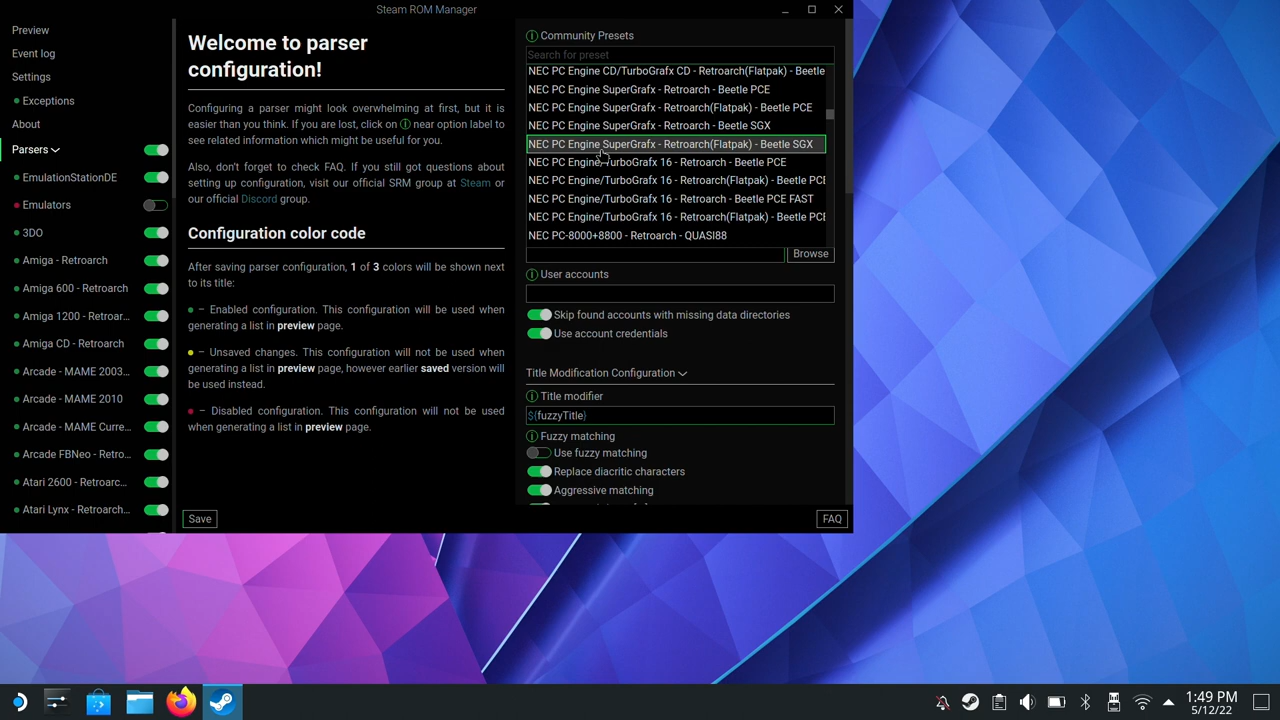 Steam ROM Manager
Preview
Event log
Settings
Exceptions
About
Parsers
EmulationStationDE
Emulators
3DO
Amiga - Retroarch
Amiga 600 - Retroarch
Amiga 1200 - Retroar...
Amiga CD - Retroarch
Arcade - MAME 2003...
Arcade - MAME 2010
Arcade - MAME Curre...
Arcade FBNeo - Retro...
Atari 2600 - Retroarc...
Atari Lynx - Retroarch...
Welcome to parser
configuration!
Configuring a parser might look overwhelming at first, but it is
easier than you think. If you are lost, click on ⓘ near option label to
see related information which might be useful for you.
Also, don't forget to check FAQ. If you still got questions about
setting up configuration, visit our official SRM group at Steam or
our official Discord group.
Configuration color code
After saving parser configuration, 1 of 3 colors will be shown next
to its title:
● – Enabled configuration. This configuration will be used when
generating a list in preview page.
● – Unsaved changes. This configuration will not be used when
generating a list in preview page, however earlier saved version will
be used instead.
● – Disabled configuration. This configuration will not be used
when generating a list in preview page.
Save
Community Presets
Search for preset
NEC PC Engine CD/TurboGrafx CD - Retroarch(Flatpak) - Beetle
NEC PC Engine SuperGrafx - Retroarch - Beetle PCE
NEC PC Engine SuperGrafx - Retroarch(Flatpak) - Beetle PCE
NEC PC Engine SuperGrafx - Retroarch - Beetle SGX
NEC PC Engine SuperGrafx - Retroarch(Flatpak) - Beetle SGX
NEC PC Engine/TurboGrafx 16 - Retroarch - Beetle PCE
NEC PC Engine/TurboGrafx 16 - Retroarch(Flatpak) - Beetle PCE
NEC PC Engine/TurboGrafx 16 - Retroarch - Beetle PCE FAST
NEC PC Engine/TurboGrafx 16 - Retroarch(Flatpak) - Beetle PCE
NEC PC-8000+8800 - Retroarch - QUASI88
Browse
User accounts
Skip found accounts with missing data directories
Use account credentials
Title Modification Configuration
Title modifier
${fuzzyTitle}
Fuzzy matching
Use fuzzy matching
Replace diacritic characters
Aggressive matching
FAQ
1:49 PM
5/12/22